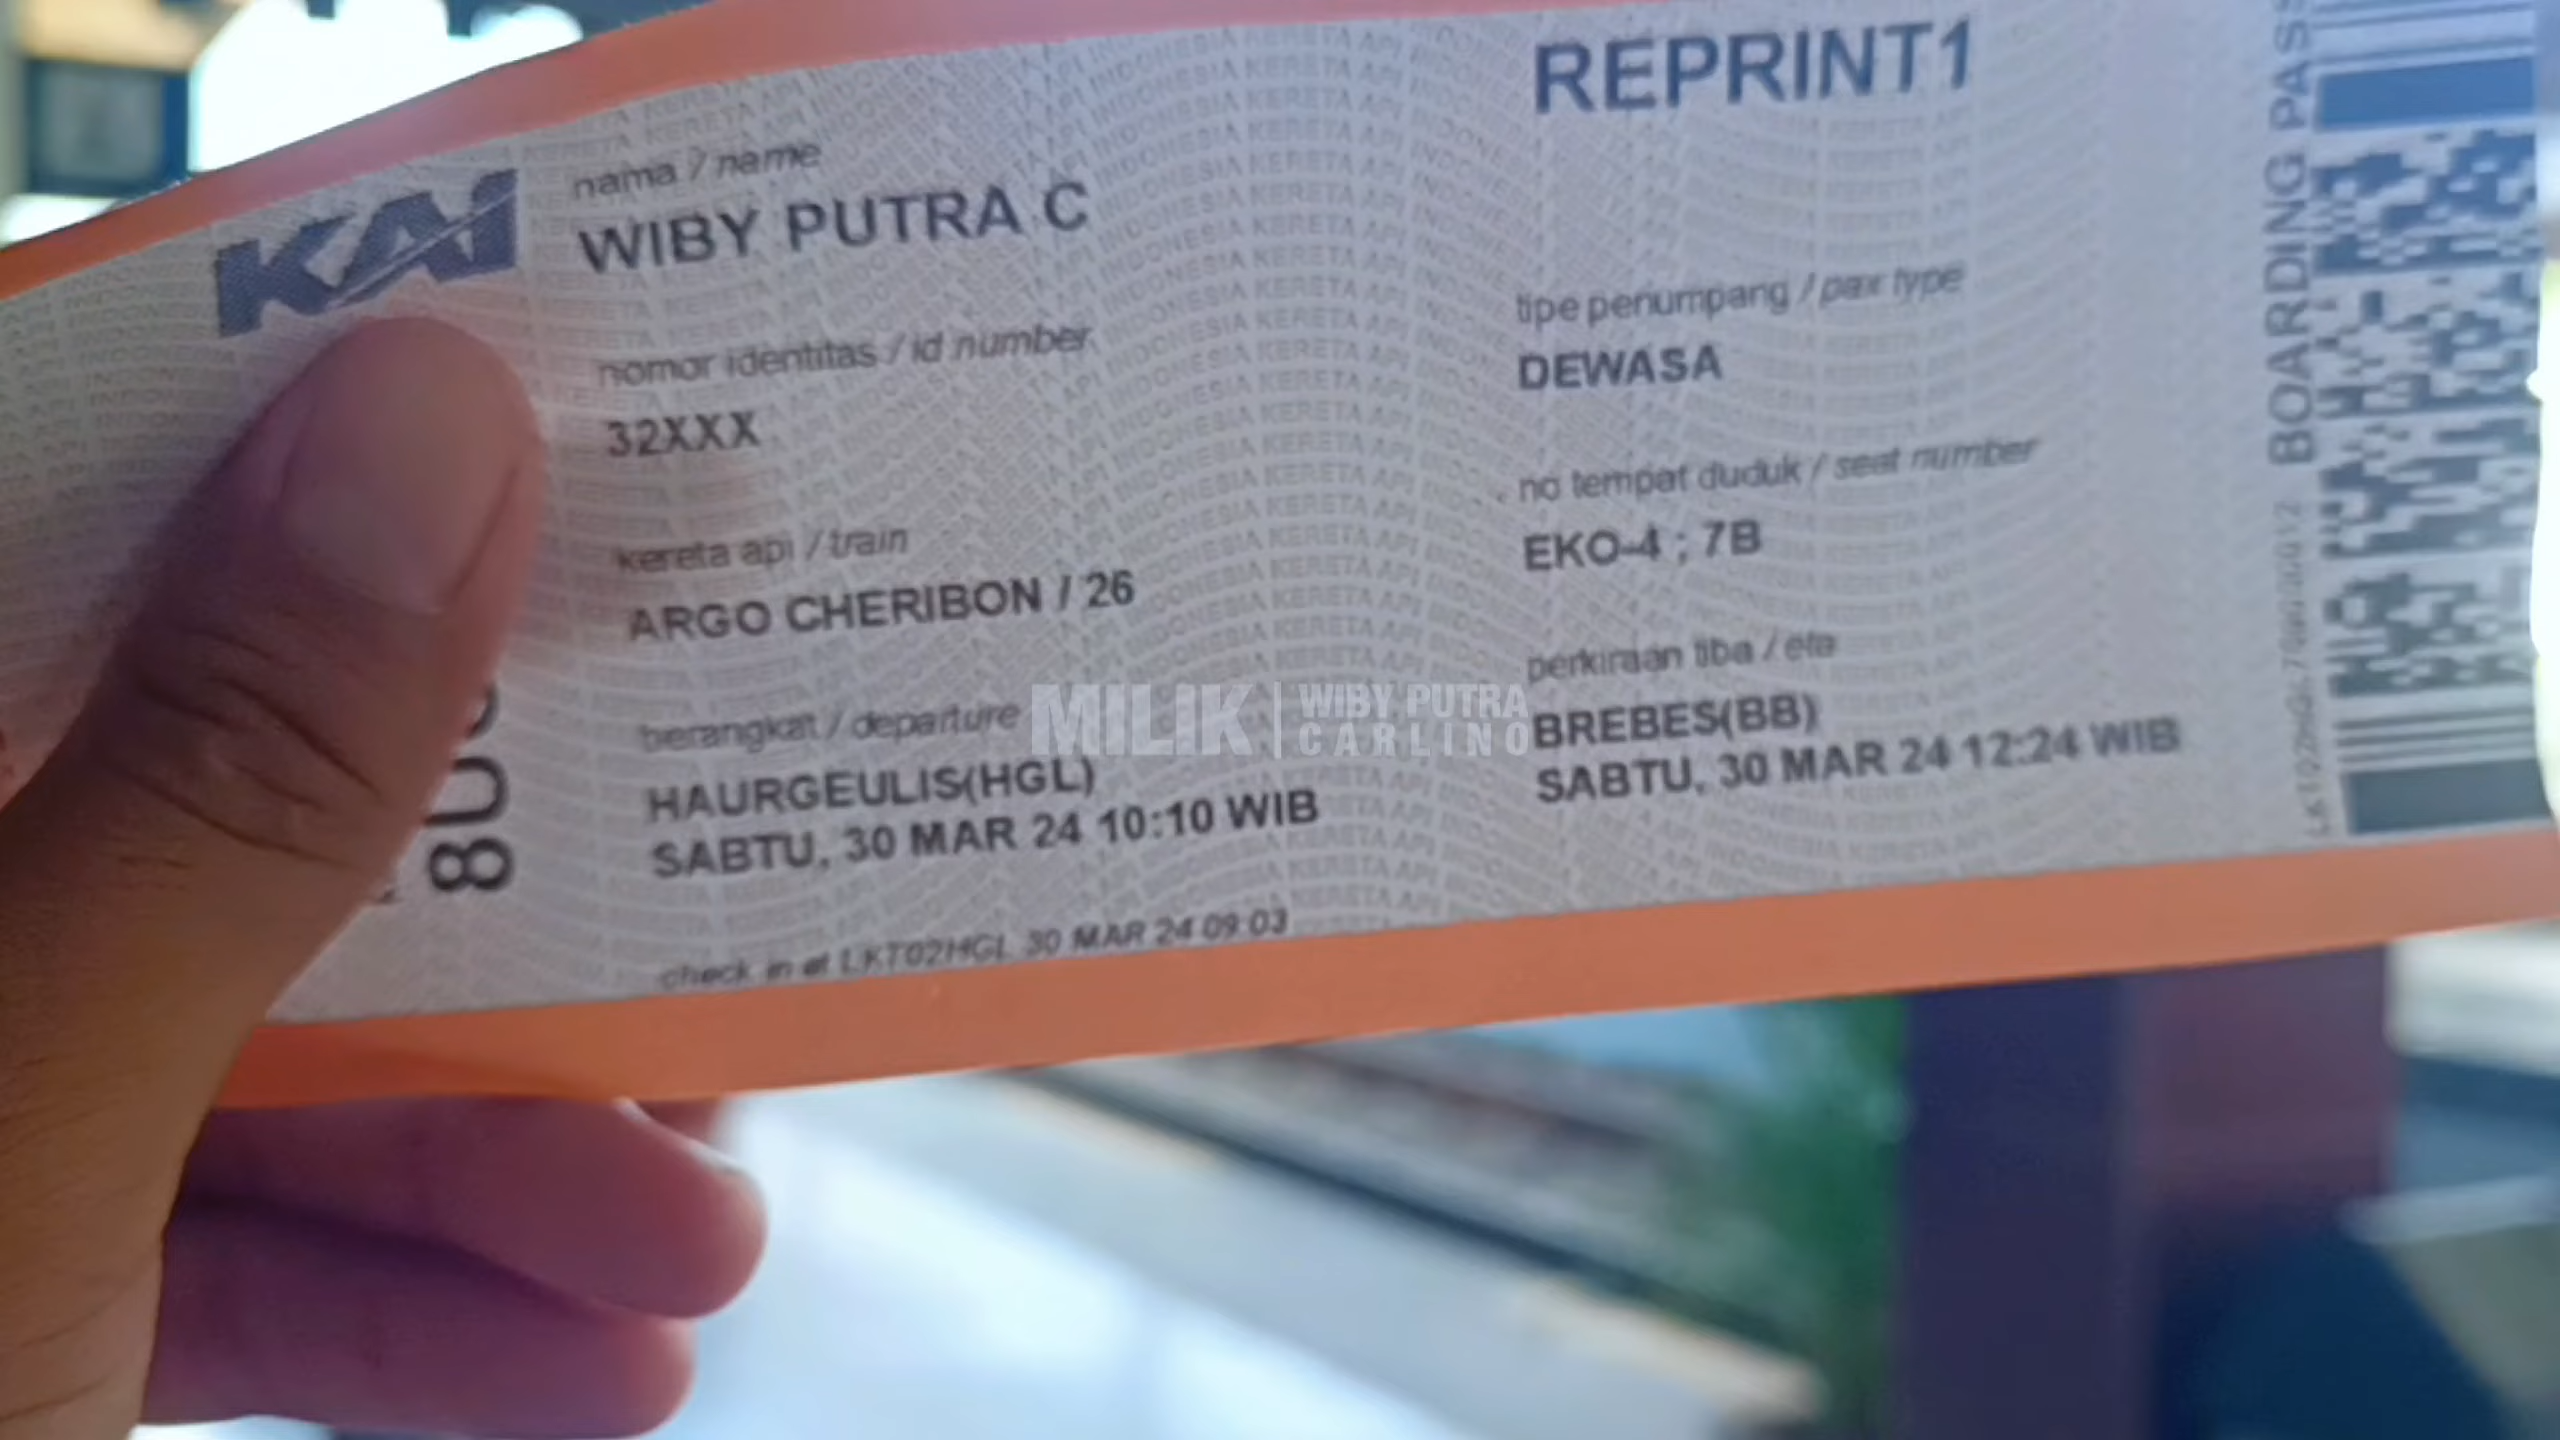 REPRINT1
KAI
nama / name
WIBY PUTRA C
nomor identitas / id number
32XXX
tipe penumpang / pax type
DEWASA
kereta api / train
ARGO CHERIBON / 26
no tempat duduk / seat number
EKO-4 ; 7B
berangkat / departure
HAURGEULIS(HGL)
SABTU, 30 MAR 24 10:10 WIB
perkiraan tiba / eta
BREBES(BB)
SABTU, 30 MAR 24 12:24 WIB
check in at LKT02HGL 30 MAR 24 09:03
BOARDING PASS
MILIK
WIBY PUTRA
CARLINO